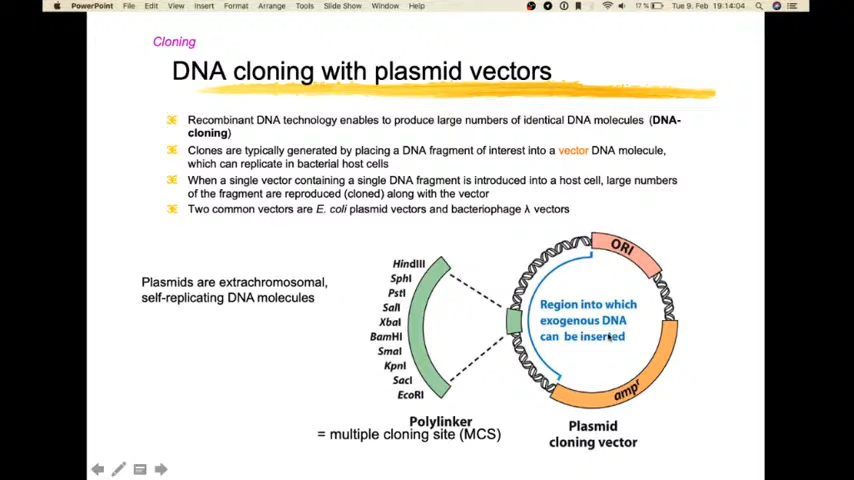 PowerPoint File Edit View Insert Format Arrange Tools Slide Show Window Help 17 % Tue 9. Feb 19:14:04
Cloning
DNA cloning with plasmid vectors
Recombinant DNA technology enables to produce large numbers of identical DNA molecules (DNA-
cloning)
Clones are typically generated by placing a DNA fragment of interest into a vector DNA molecule,
which can replicate in bacterial host cells
When a single vector containing a single DNA fragment is introduced into a host cell, large numbers
of the fragment are reproduced (cloned) along with the vector
Two common vectors are E. coli plasmid vectors and bacteriophage λ vectors
Plasmids are extrachromosomal,
self-replicating DNA molecules
HindIII
SphI
PstI
SalI
XbaI
BamHI
SmaI
KpnI
SacI
EcoRI
Polylinker
= multiple cloning site (MCS)
ORI
Region into which
exogenous DNA
can be inserted
ampr
Plasmid
cloning vector